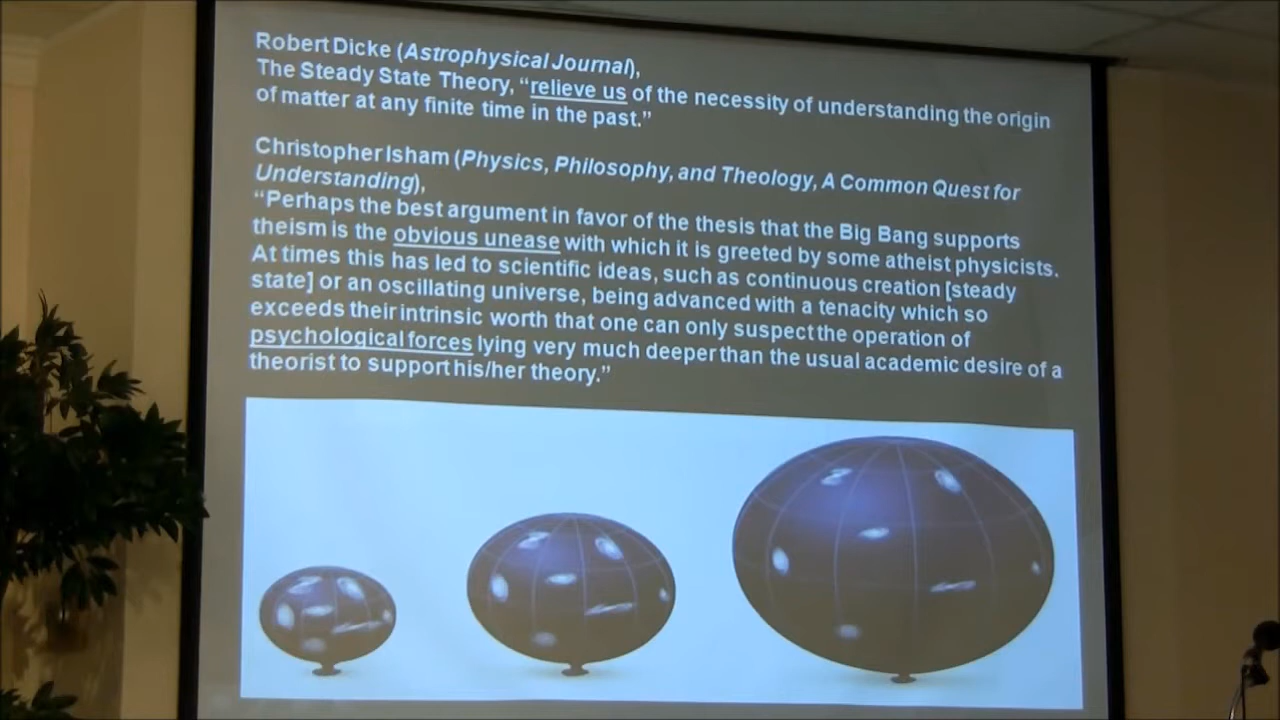 Robert Dicke (Astrophysical Journal),
The Steady State Theory, “relieve us of the necessity of understanding the origin
of matter at any finite time in the past.”
Christopher Isham (Physics, Philosophy, and Theology, A Common Quest for
Understanding),
“Perhaps the best argument in favor of the thesis that the Big Bang supports
theism is the obvious unease with which it is greeted by some atheist physicists.
At times this has led to scientific ideas, such as continuous creation [steady
state] or an oscillating universe, being advanced with a tenacity which so
exceeds their intrinsic worth that one can only suspect the operation of
psychological forces lying very much deeper than the usual academic desire of a
theorist to support his/her theory.”